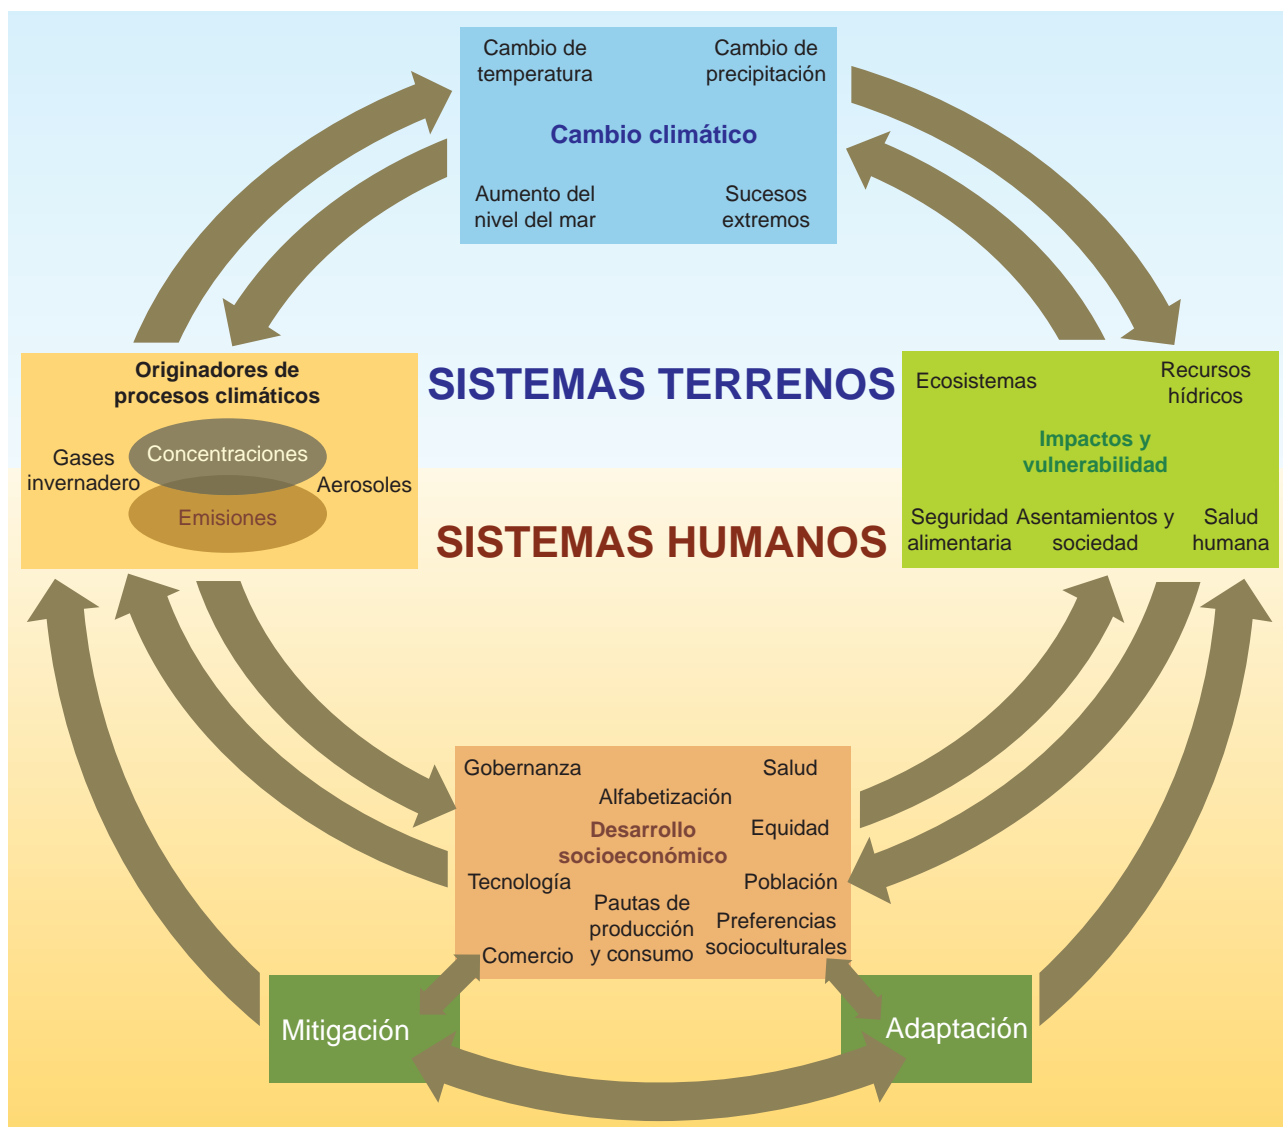 Cambio de
temperatura
Cambio de
precipitación
Cambio climático
Aumento del
nivel del mar
Sucesos
extremos
Originadores de
procesos climáticos
Concentraciones
Gases
invernadero
Aerosoles
Emisiones
SISTEMAS TERRENOS
SISTEMAS HUMANOS
Ecosistemas
Recursos
hídricos
Impactos y
vulnerabilidad
Seguridad
alimentaria
Asentamientos y
sociedad
Salud
humana
Gobernanza
Salud
Alfabetización
Desarrollo
socioeconómico
Equidad
Tecnología
Población
Pautas de
producción
y consumo
Preferencias
socioculturales
Comercio
Mitigación
Adaptación